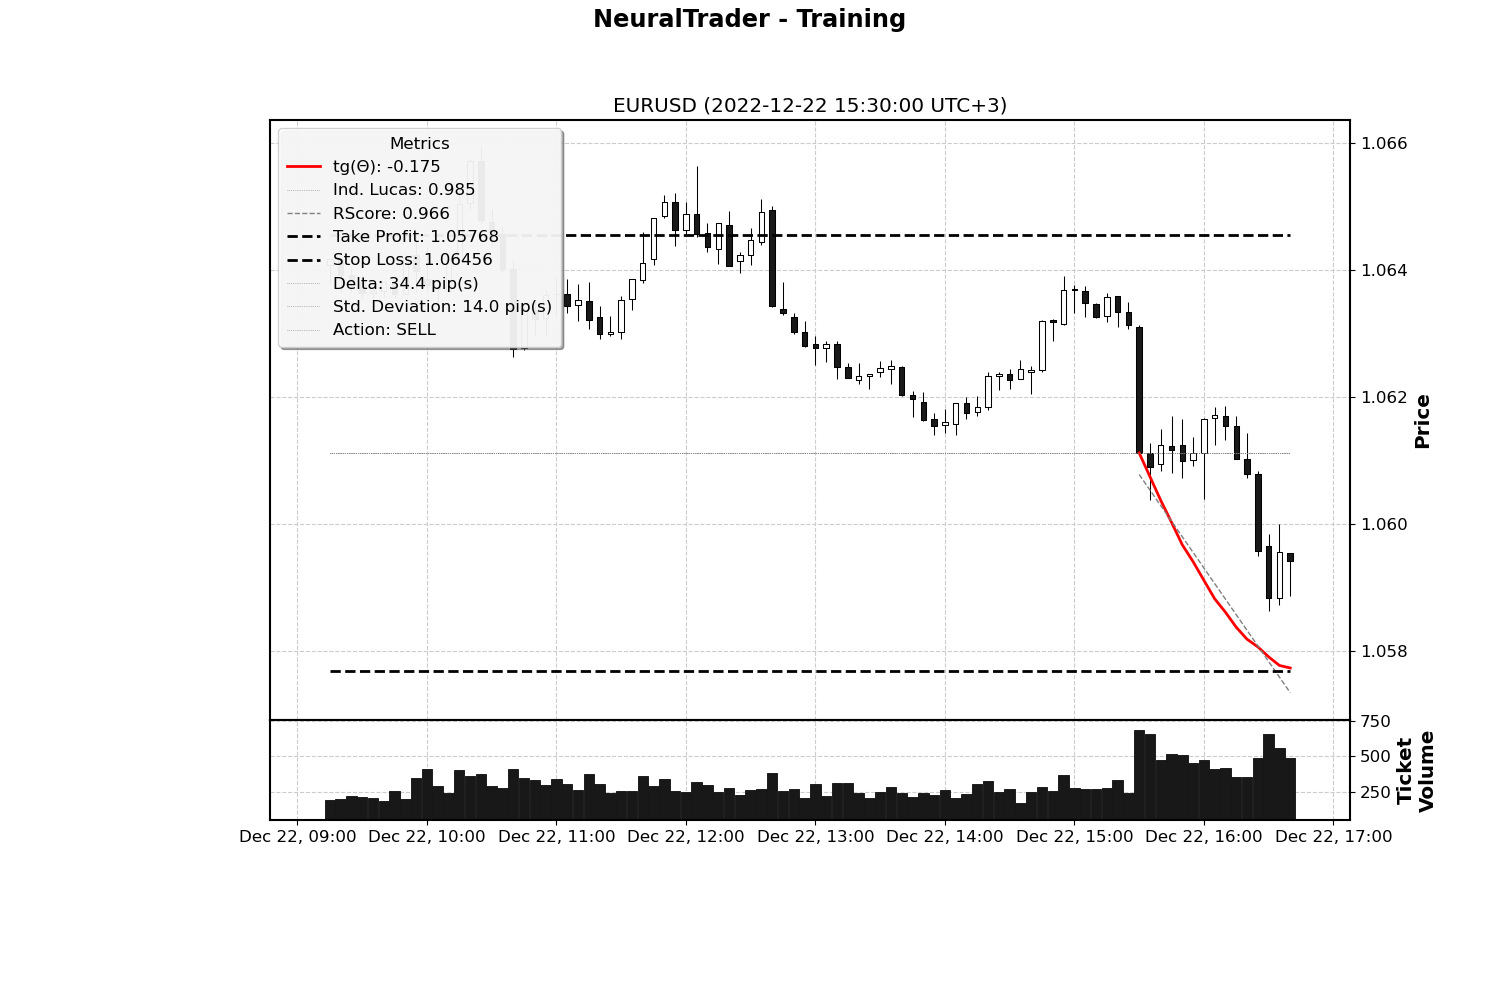 NeuralTrader - Training
EURUSD (2022-12-22 15:30:00 UTC+3)
Metrics
tg(Θ): -0.175
Ind. Lucas: 0.985
RScore: 0.966
Take Profit: 1.05768
Stop Loss: 1.06456
Delta: 34.4 pip(s)
Std. Deviation: 14.0 pip(s)
Action: SELL
1.066
1.064
1.062
1.060
1.058
Price
750
500
250
Ticket
Volume
Dec 22, 09:00
Dec 22, 10:00
Dec 22, 11:00
Dec 22, 12:00
Dec 22, 13:00
Dec 22, 14:00
Dec 22, 15:00
Dec 22, 16:00
Dec 22, 17:00